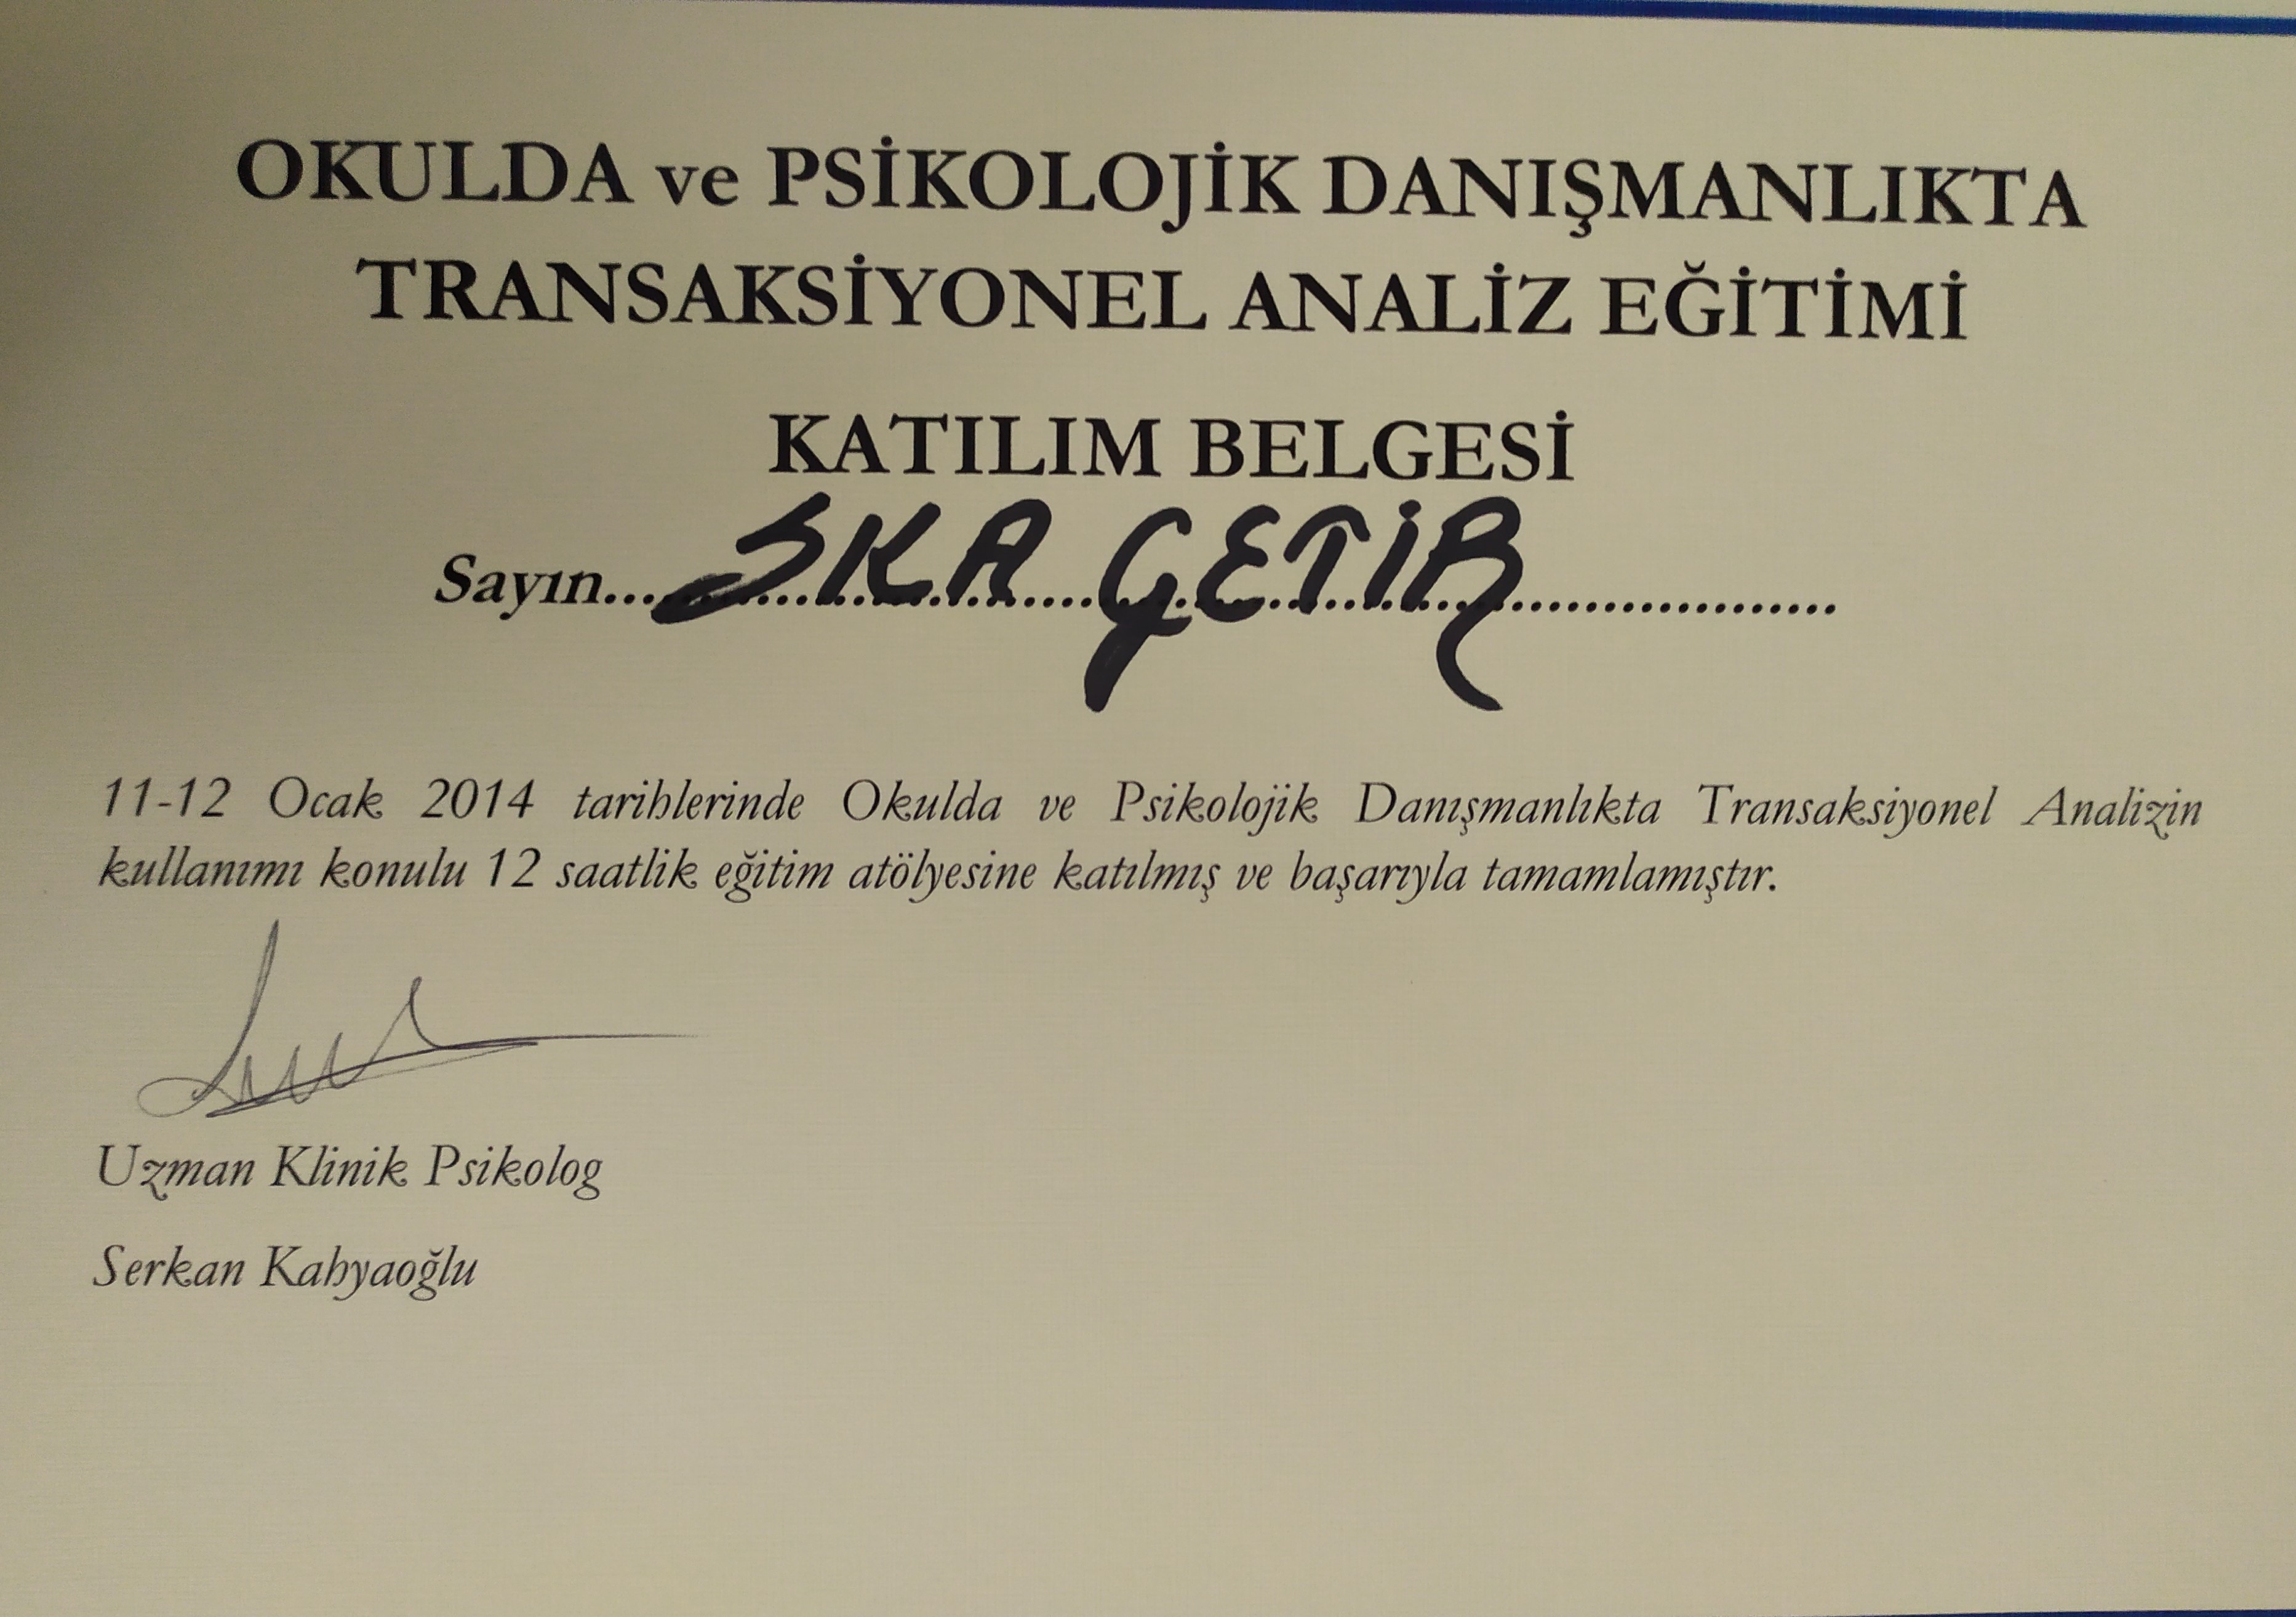 OKULDA ve PSİKOLOJİK DANIŞMANLIKTA
TRANSAKSİYONEL ANALİZ EĞİTİMİ
KATILIM BELGESİ
Sayın... SKA GETİR ...
11-12 Ocak 2014 tarihlerinde Okulda ve Psikolojik Danışmanlıkta Transaksiyonel Analizin
kullanımı konulu 12 saatlik eğitim atölyesine katılmış ve başarıyla tamamlamıştır.
Uzman Klinik Psikolog
Serkan Kahyaoğlu